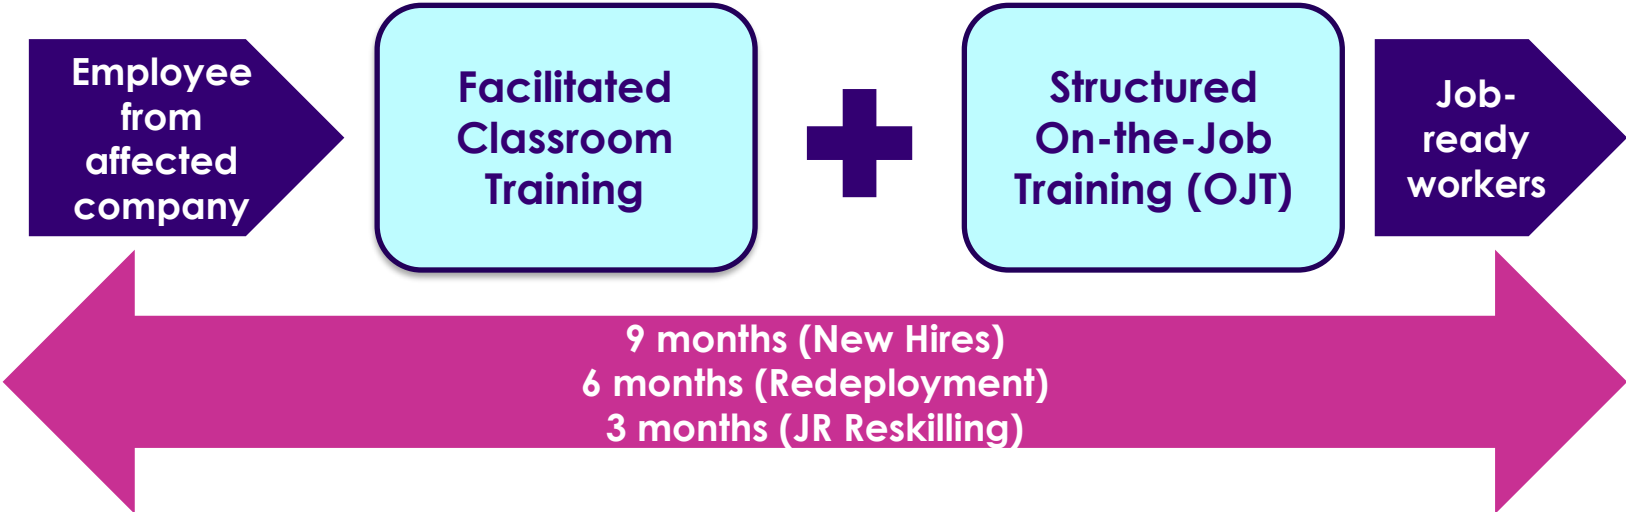 Employee
from
affected
company
Facilitated
Classroom
Training
Structured
On-the-Job
Training (OJT)
Job-
ready
workers
9 months (New Hires)
6 months (Redeployment)
3 months (JR Reskilling)